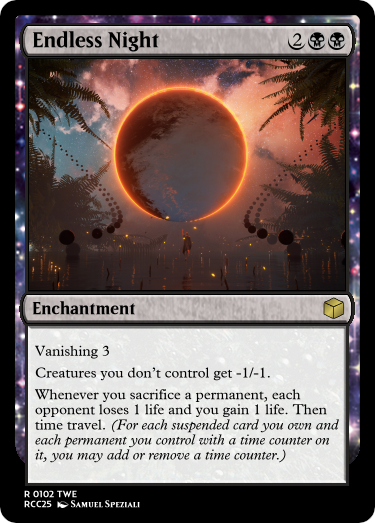 Endless Night 2
Enchantment
Vanishing 3
Creatures you don't control get -1/-1.
Whenever you sacrifice a permanent, each
opponent loses 1 life and you gain 1 life. Then
time travel. (For each suspended card you own and
each permanent you control with a time counter on
it, you may add or remove a time counter.)
R 0102 TWE
RCC25 Samuel Speziali